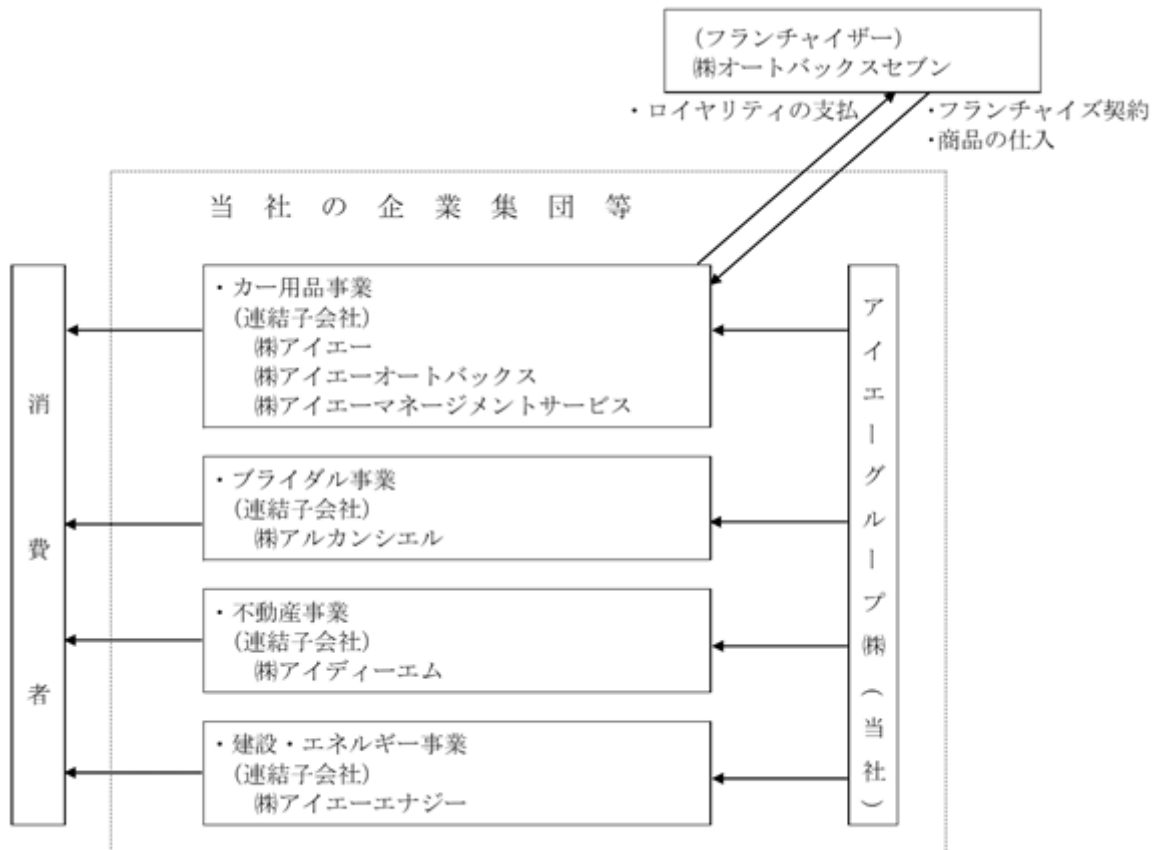 (フランチャイザー)
㈱オートバックスセブン
・ロイヤリティの支払
・フランチャイズ契約
・商品の仕入
当社の企業集団等
・カー用品事業
(連結子会社)
㈱アイエー
㈱アイエーオートバックス
㈱アイエーマネージメントサービス
・ブライダル事業
(連結子会社)
㈱アルカンシエル
・不動産事業
(連結子会社)
㈱アイディーエム
・建設・エネルギー事業
(連結子会社)
㈱アイエーエナジー
消費者
アイエーグループ㈱(当社)